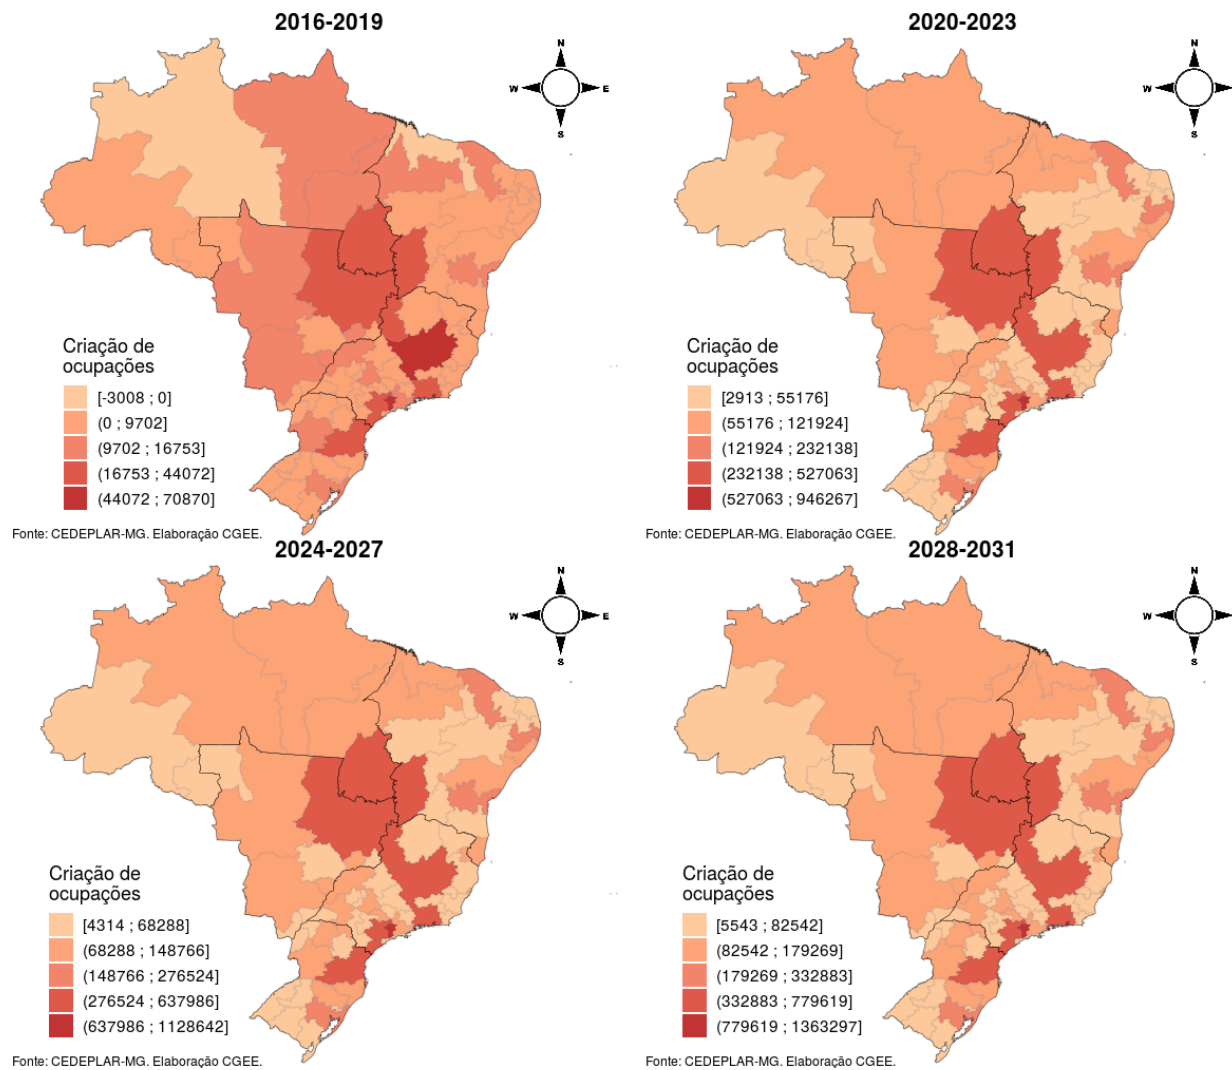 2016-2019
N
W
E
S
Criação de
ocupações
[-3008 ; 0]
(0 ; 9702]
(9702 ; 16753]
(16753 ; 44072]
(44072 ; 70870]
Fonte: CEDEPLAR-MG. Elaboração CGEE.
2020-2023
N
W
S
Criação de
ocupações
[2913 ; 55176]
(55176 ; 121924]
(121924 ; 232138]
(232138 ; 527063]
(527063 ; 946267]
Fonte: CEDEPLAR-MG. Elaboração CGEE.
2024-2027
N
W
E
S
Criação de
ocupações
[4314 ; 68288]
(68288 ; 148766]
(148766 ; 276524]
(276524 ; 637986]
(637986 ; 1128642]
Fonte: CEDEPLAR-MG. Elaboração CGEE.
2028-2031
N
W
S
Criação de
ocupações
[5543 ; 82542]
(82542 ; 179269]
(179269 ; 332883]
(332883 ; 779619]
(779619 ; 1363297]
Fonte: CEDEPLAR-MG. Elaboração CGEE.